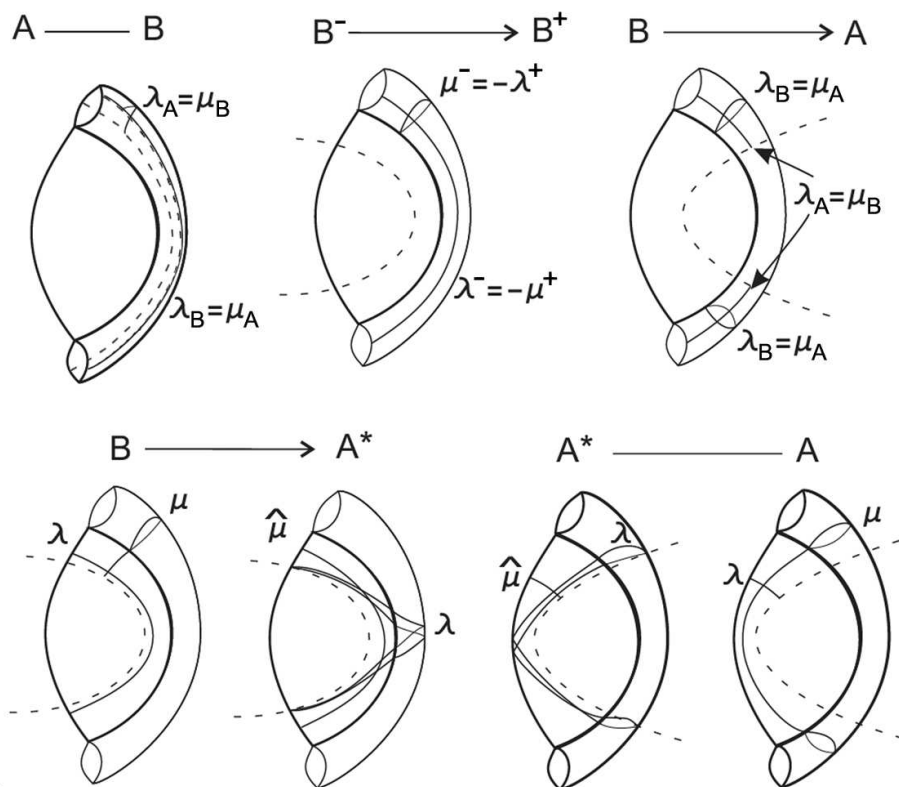 A B B⁻ B⁺ B A
λA=μB μ⁻=-λ⁺ λB=μA
λA=μB
λB=μA λ⁻=-μ⁺ λB=μA
B A* A* A
λ μ μ̂ λ μ
μ̂ λ
λ